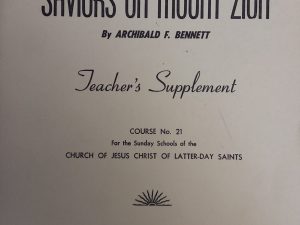 SAVIORS ON MOUNT ZION
By ARCHIBALD F. BENNETT
Teacher's Supplement
COURSE No. 21
For the Sunday Schools of the
CHURCH OF JESUS CHRIST OF LATTER-DAY SAINTS